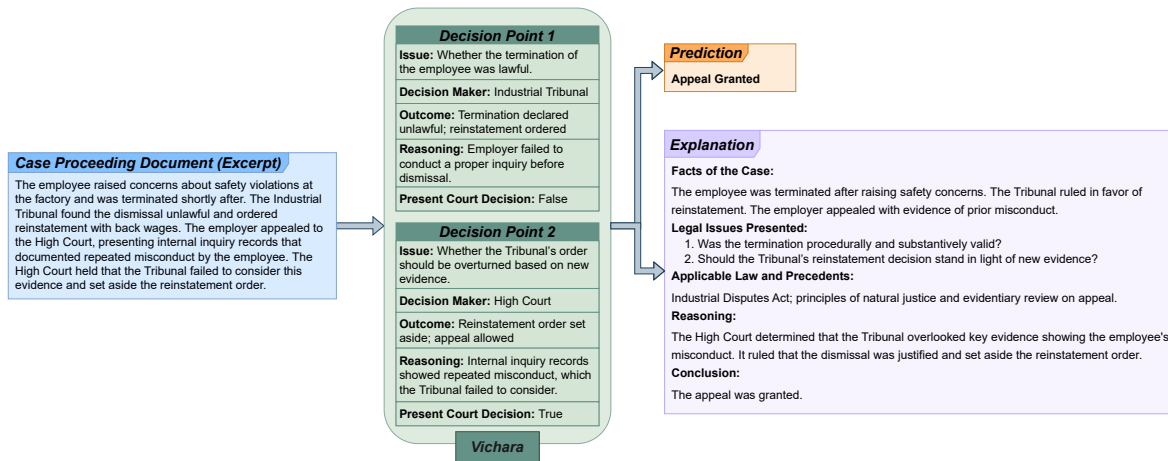 Case Proceeding Document (Excerpt)
The employee raised concerns about safety violations at
the factory and was terminated shortly after. The Industrial
Tribunal found the dismissal unlawful and ordered
reinstatement with back wages. The employer appealed to
the High Court, presenting internal inquiry records that
documented repeated misconduct by the employee. The
High Court held that the Tribunal failed to consider this
evidence and set aside the reinstatement order.
Decision Point 1
Issue: Whether the termination of
the employee was lawful.
Decision Maker: Industrial Tribunal
Outcome: Termination declared
unlawful; reinstatement ordered
Reasoning: Employer failed to
conduct a proper inquiry before
dismissal.
Present Court Decision: False
Decision Point 2
Issue: Whether the Tribunal's order
should be overturned based on new
evidence.
Decision Maker: High Court
Outcome: Reinstatement order set
aside; appeal allowed
Reasoning: Internal inquiry records
showed repeated misconduct, which
the Tribunal failed to consider.
Present Court Decision: True
Vichara
Prediction
Appeal Granted
Explanation
Facts of the Case:
The employee was terminated after raising safety concerns. The Tribunal ruled in favor of
reinstatement. The employer appealed with evidence of prior misconduct.
Legal Issues Presented:
1. Was the termination procedurally and substantively valid?
2. Should the Tribunal's reinstatement decision stand in light of new evidence?
Applicable Law and Precedents:
Industrial Disputes Act; principles of natural justice and evidentiary review on appeal.
Reasoning:
The High Court determined that the Tribunal overlooked key evidence showing the employee's
misconduct. It ruled that the dismissal was justified and set aside the reinstatement order.
Conclusion:
The appeal was granted.